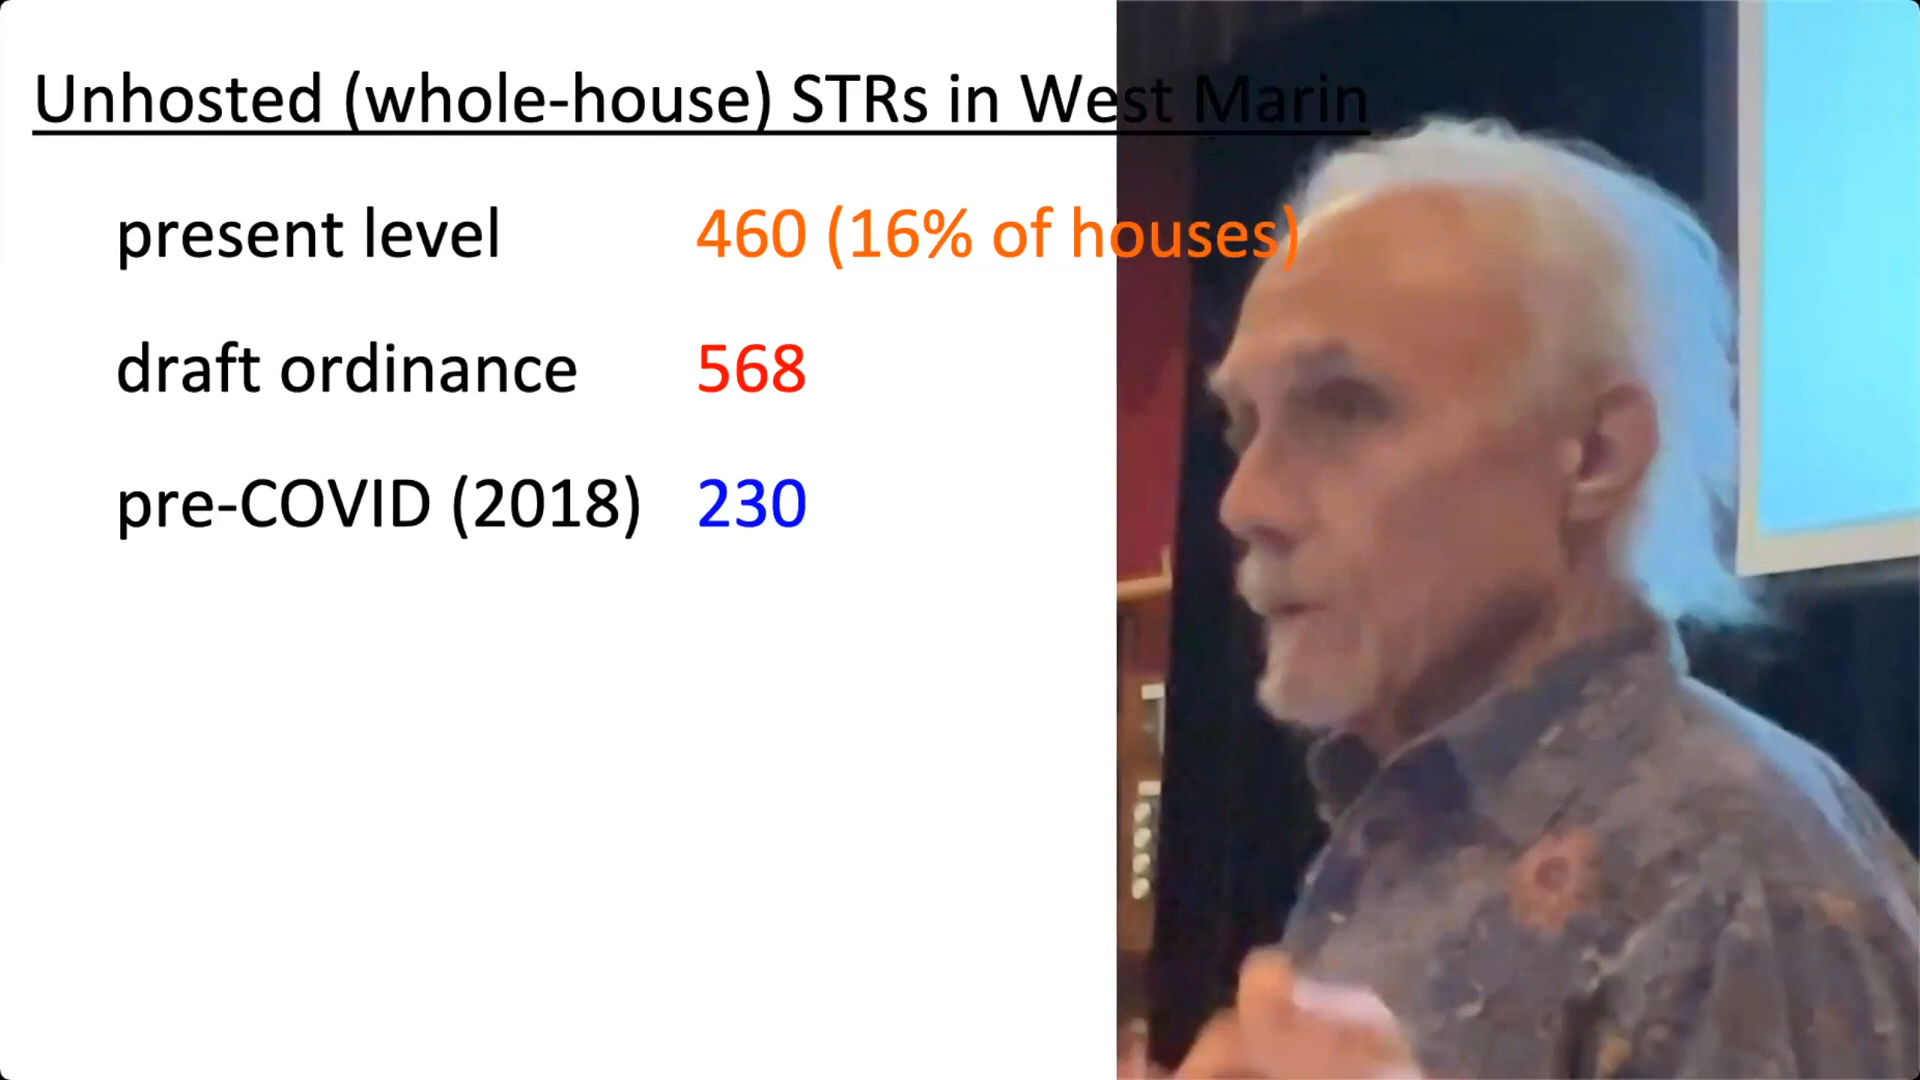 Unhosted (whole-house) STRs in West Marin
present level 460 (16% of houses)
draft ordinance 568
pre-COVID (2018) 230